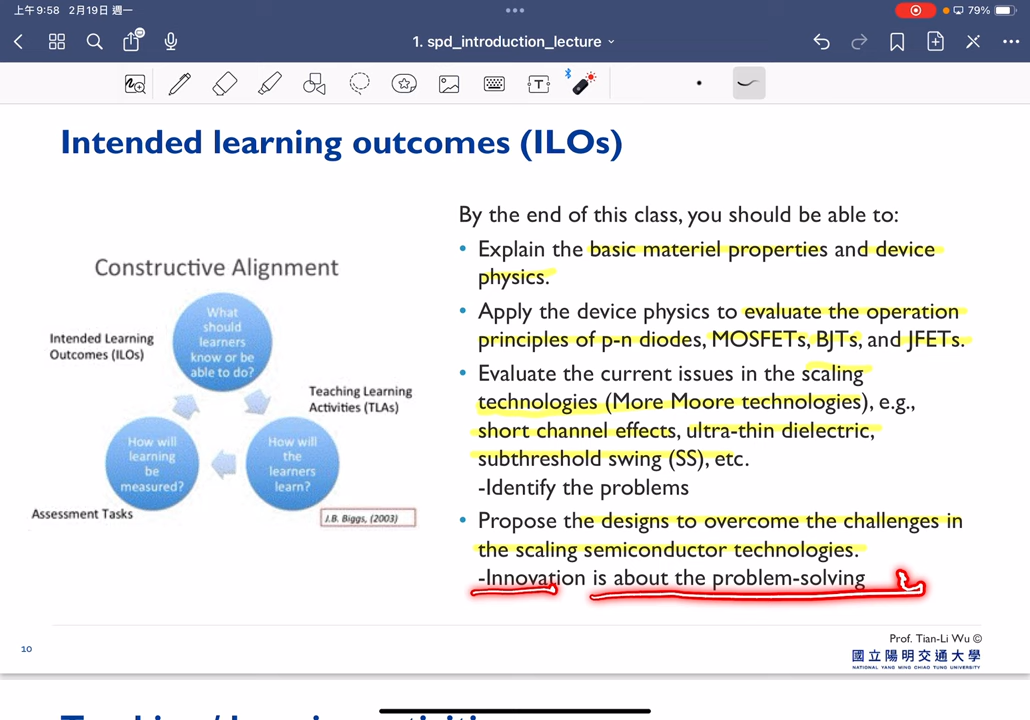 上午9:58 2月19日 週一
79%
1. spd_introduction_lecture
Intended learning outcomes (ILOs)
By the end of this class, you should be able to:
• Explain the basic materiel properties and device
physics.
• Apply the device physics to evaluate the operation
principles of p-n diodes, MOSFETs, BJTs, and JFETs.
• Evaluate the current issues in the scaling
technologies (More Moore technologies), e.g.,
short channel effects, ultra-thin dielectric,
subthreshold swing (SS), etc.
-Identify the problems
• Propose the designs to overcome the challenges in
the scaling semiconductor technologies.
-Innovation is about the problem-solving
Constructive Alignment
What
should
learners
know or be
able to do?
Intended Learning
Outcomes (ILOs)
Teaching Learning
Activities (TLAs)
How will
the
learners
learn?
How will
learning
be
measured?
Assessment Tasks
J.B. Biggs, (2003)
10
Prof. Tian-Li Wu ©
國立陽明交通大學
NATIONAL YANG MING CHIAO TUNG UNIVERSITY